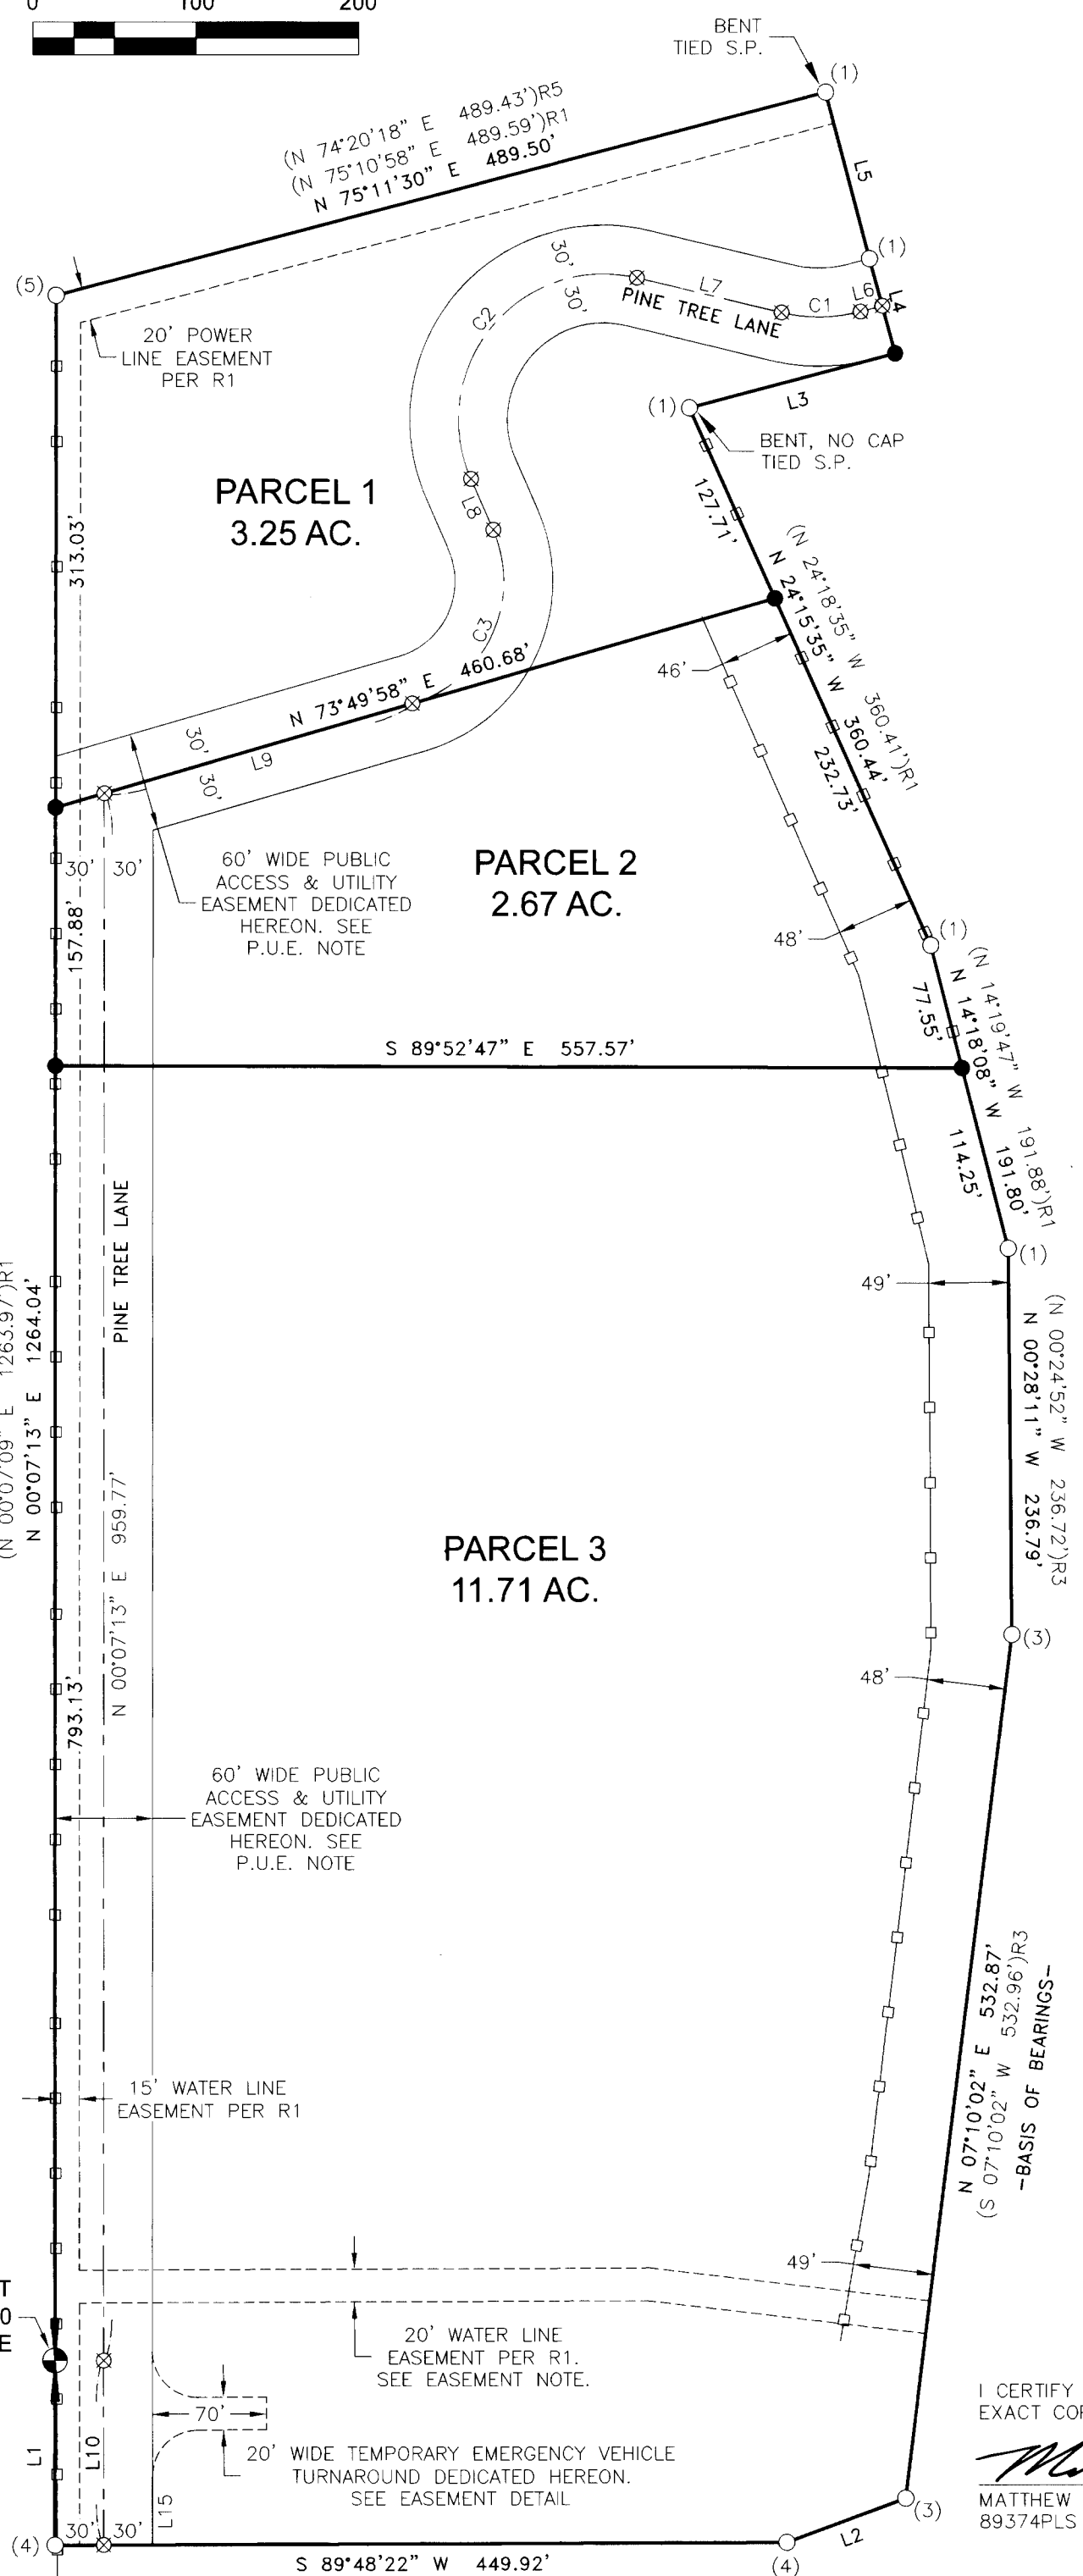 0 100 200
BENT
TIED S.P.
(1)
(N 74°20'18" E 489.43')R5
(N 75°10'58" E 489.59')R1
N 75°11'30" E 489.50'
L5
(1)
(5)
30'
30'
L7
PINE TREE LANE
C1
L6
L4
C2
20' POWER
LINE EASEMENT
PER R1
(1)
L3
BENT, NO CAP
TIED S.P.
PARCEL 1
3.25 AC.
L8
127.71'
313.03'
(N 24°18'35" W 360.41')R1
N 24°15'35" W 360.44'
232.73'
C3
N 73°49'58" E 460.68'
46'
30'
L9
30'
30' 30'
60' WIDE PUBLIC
ACCESS & UTILITY
EASEMENT DEDICATED
HEREON. SEE
P.U.E. NOTE
PARCEL 2
2.67 AC.
157.88'
48'
(1)
(N 14°19'47" W 191.88')R1
N 14°18'08" W 191.80'
77.55'
S 89°52'47" E 557.57'
114.25'
PINE TREE LANE
(1)
(N 00°07'09" E 1263.97')R1
N 00°07'13" E 1264.04'
49'
(N 00°24'52" W 236.72')R3
N 00°28'11" W 236.79'
N 00°07'13" E 959.77'
PARCEL 3
11.71 AC.
(3)
793.13'
48'
60' WIDE PUBLIC
ACCESS & UTILITY
EASEMENT DEDICATED
HEREON. SEE
P.U.E. NOTE
N 07°10'02" E 532.87'
(S 07°10'02" W 532.96')R3
-BASIS OF BEARINGS-
15' WATER LINE
EASEMENT PER R1
49'
T
0
E
20' WATER LINE
EASEMENT PER R1.
SEE EASEMENT NOTE.
I CERTIFY
EXACT COP
70'
20' WIDE TEMPORARY EMERGENCY VEHICLE
TURNAROUND DEDICATED HEREON.
SEE EASEMENT DETAIL
L1
L10
L15
MATTHEW
89374PLS
(3)
(4)
30' 30'
L2
(4)
S 89°48'22" W 449.92'